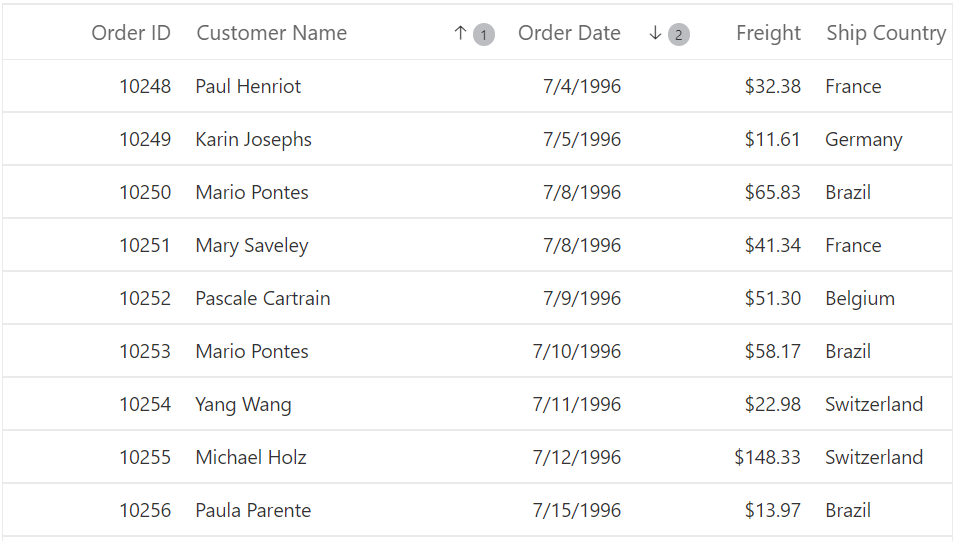 Order ID Customer Name ↑ 1 Order Date ↓ 2 Freight Ship Country
10248 Paul Henriot 7/4/1996 $32.38 France
10249 Karin Josephs 7/5/1996 $11.61 Germany
10250 Mario Pontes 7/8/1996 $65.83 Brazil
10251 Mary Saveley 7/8/1996 $41.34 France
10252 Pascale Cartrain 7/9/1996 $51.30 Belgium
10253 Mario Pontes 7/10/1996 $58.17 Brazil
10254 Yang Wang 7/11/1996 $22.98 Switzerland
10255 Michael Holz 7/12/1996 $148.33 Switzerland
10256 Paula Parente 7/15/1996 $13.97 Brazil